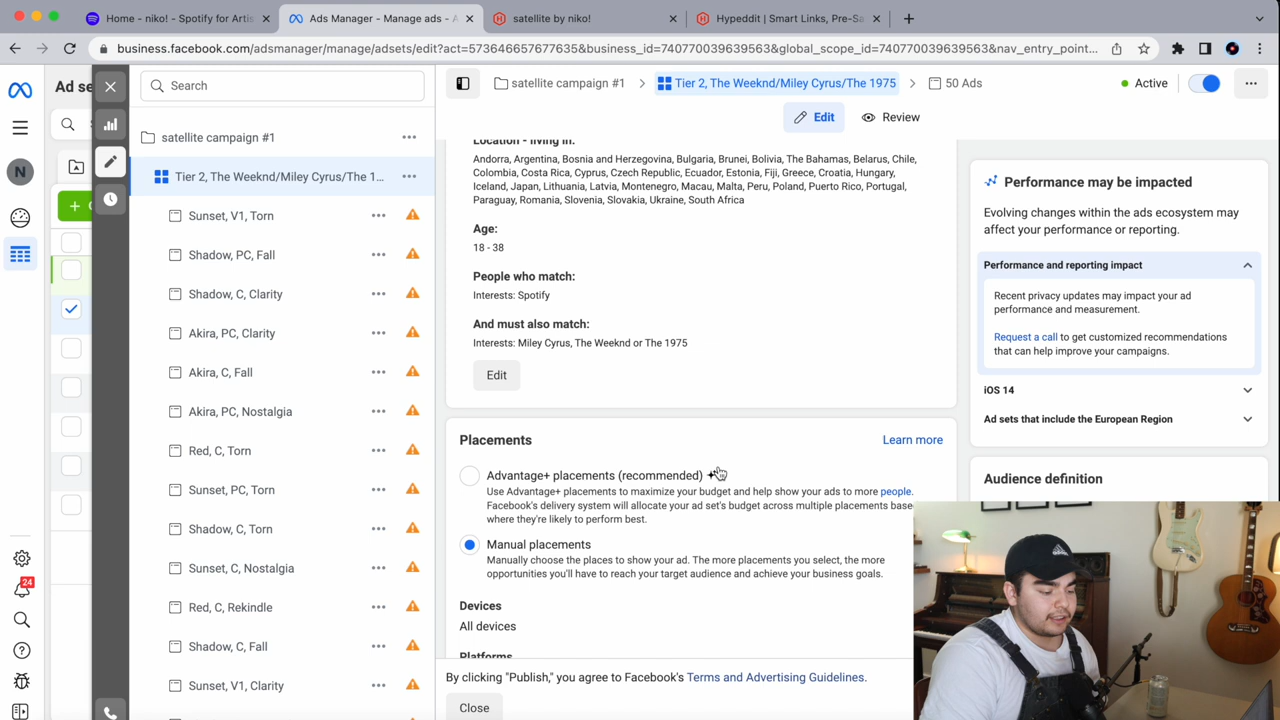 Home - niko! - Spotify for Artis
Ads Manager - Manage ads - A
satellite by niko!
Hypeddit | Smart Links, Pre-Sa
business.facebook.com/adsmanager/manage/adsets/edit?act=573646657677635&business_id=740770039639563&global_scope_id=740770039639563&nav_entry_point...
Ad se
Search
satellite campaign #1
Tier 2, The Weeknd/Miley Cyrus/The 1975
50 Ads
Active
Edit
Review
N
24
satellite campaign #1
Tier 2, The Weeknd/Miley Cyrus/The 1...
Sunset, V1, Torn
Shadow, PC, Fall
Shadow, C, Clarity
Akira, PC, Clarity
Akira, C, Fall
Akira, PC, Nostalgia
Red, C, Torn
Sunset, PC, Torn
Shadow, C, Torn
Sunset, C, Nostalgia
Red, C, Rekindle
Shadow, C, Fall
Sunset, V1, Clarity
Location - living in:
Andorra, Argentina, Bosnia and Herzegovina, Bulgaria, Brunei, Bolivia, The Bahamas, Belarus, Chile,
Colombia, Costa Rica, Cyprus, Czech Republic, Ecuador, Estonia, Fiji, Greece, Croatia, Hungary,
Iceland, Japan, Lithuania, Latvia, Montenegro, Macau, Malta, Peru, Poland, Puerto Rico, Portugal,
Paraguay, Romania, Slovenia, Slovakia, Ukraine, South Africa
Age:
18 - 38
People who match:
Interests: Spotify
And must also match:
Interests: Miley Cyrus, The Weeknd or The 1975
Edit
Placements
Learn more
Advantage+ placements (recommended)
Use Advantage+ placements to maximize your budget and help show your ads to more people.
Facebook's delivery system will allocate your ad set's budget across multiple placements base
where they're likely to perform best.
Manual placements
Manually choose the places to show your ad. The more placements you select, the more
opportunities you'll have to reach your target audience and achieve your business goals.
Devices
All devices
Platforms
By clicking "Publish," you agree to Facebook's Terms and Advertising Guidelines.
Close
Performance may be impacted
Evolving changes within the ads ecosystem may
affect your performance or reporting.
Performance and reporting impact
Recent privacy updates may impact your ad
performance and measurement.
Request a call to get customized recommendations
that can help improve your campaigns.
iOS 14
Ad sets that include the European Region
Audience definition